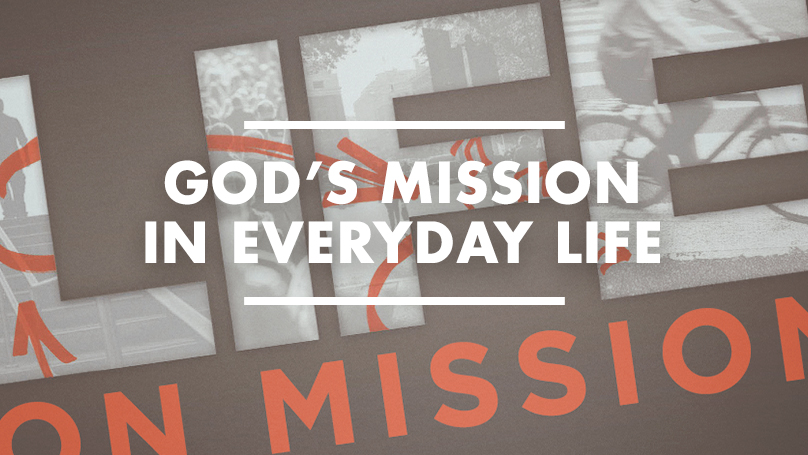 GOD'S MISSION
IN EVERYDAY LIFE
LIFE
ON MISSION